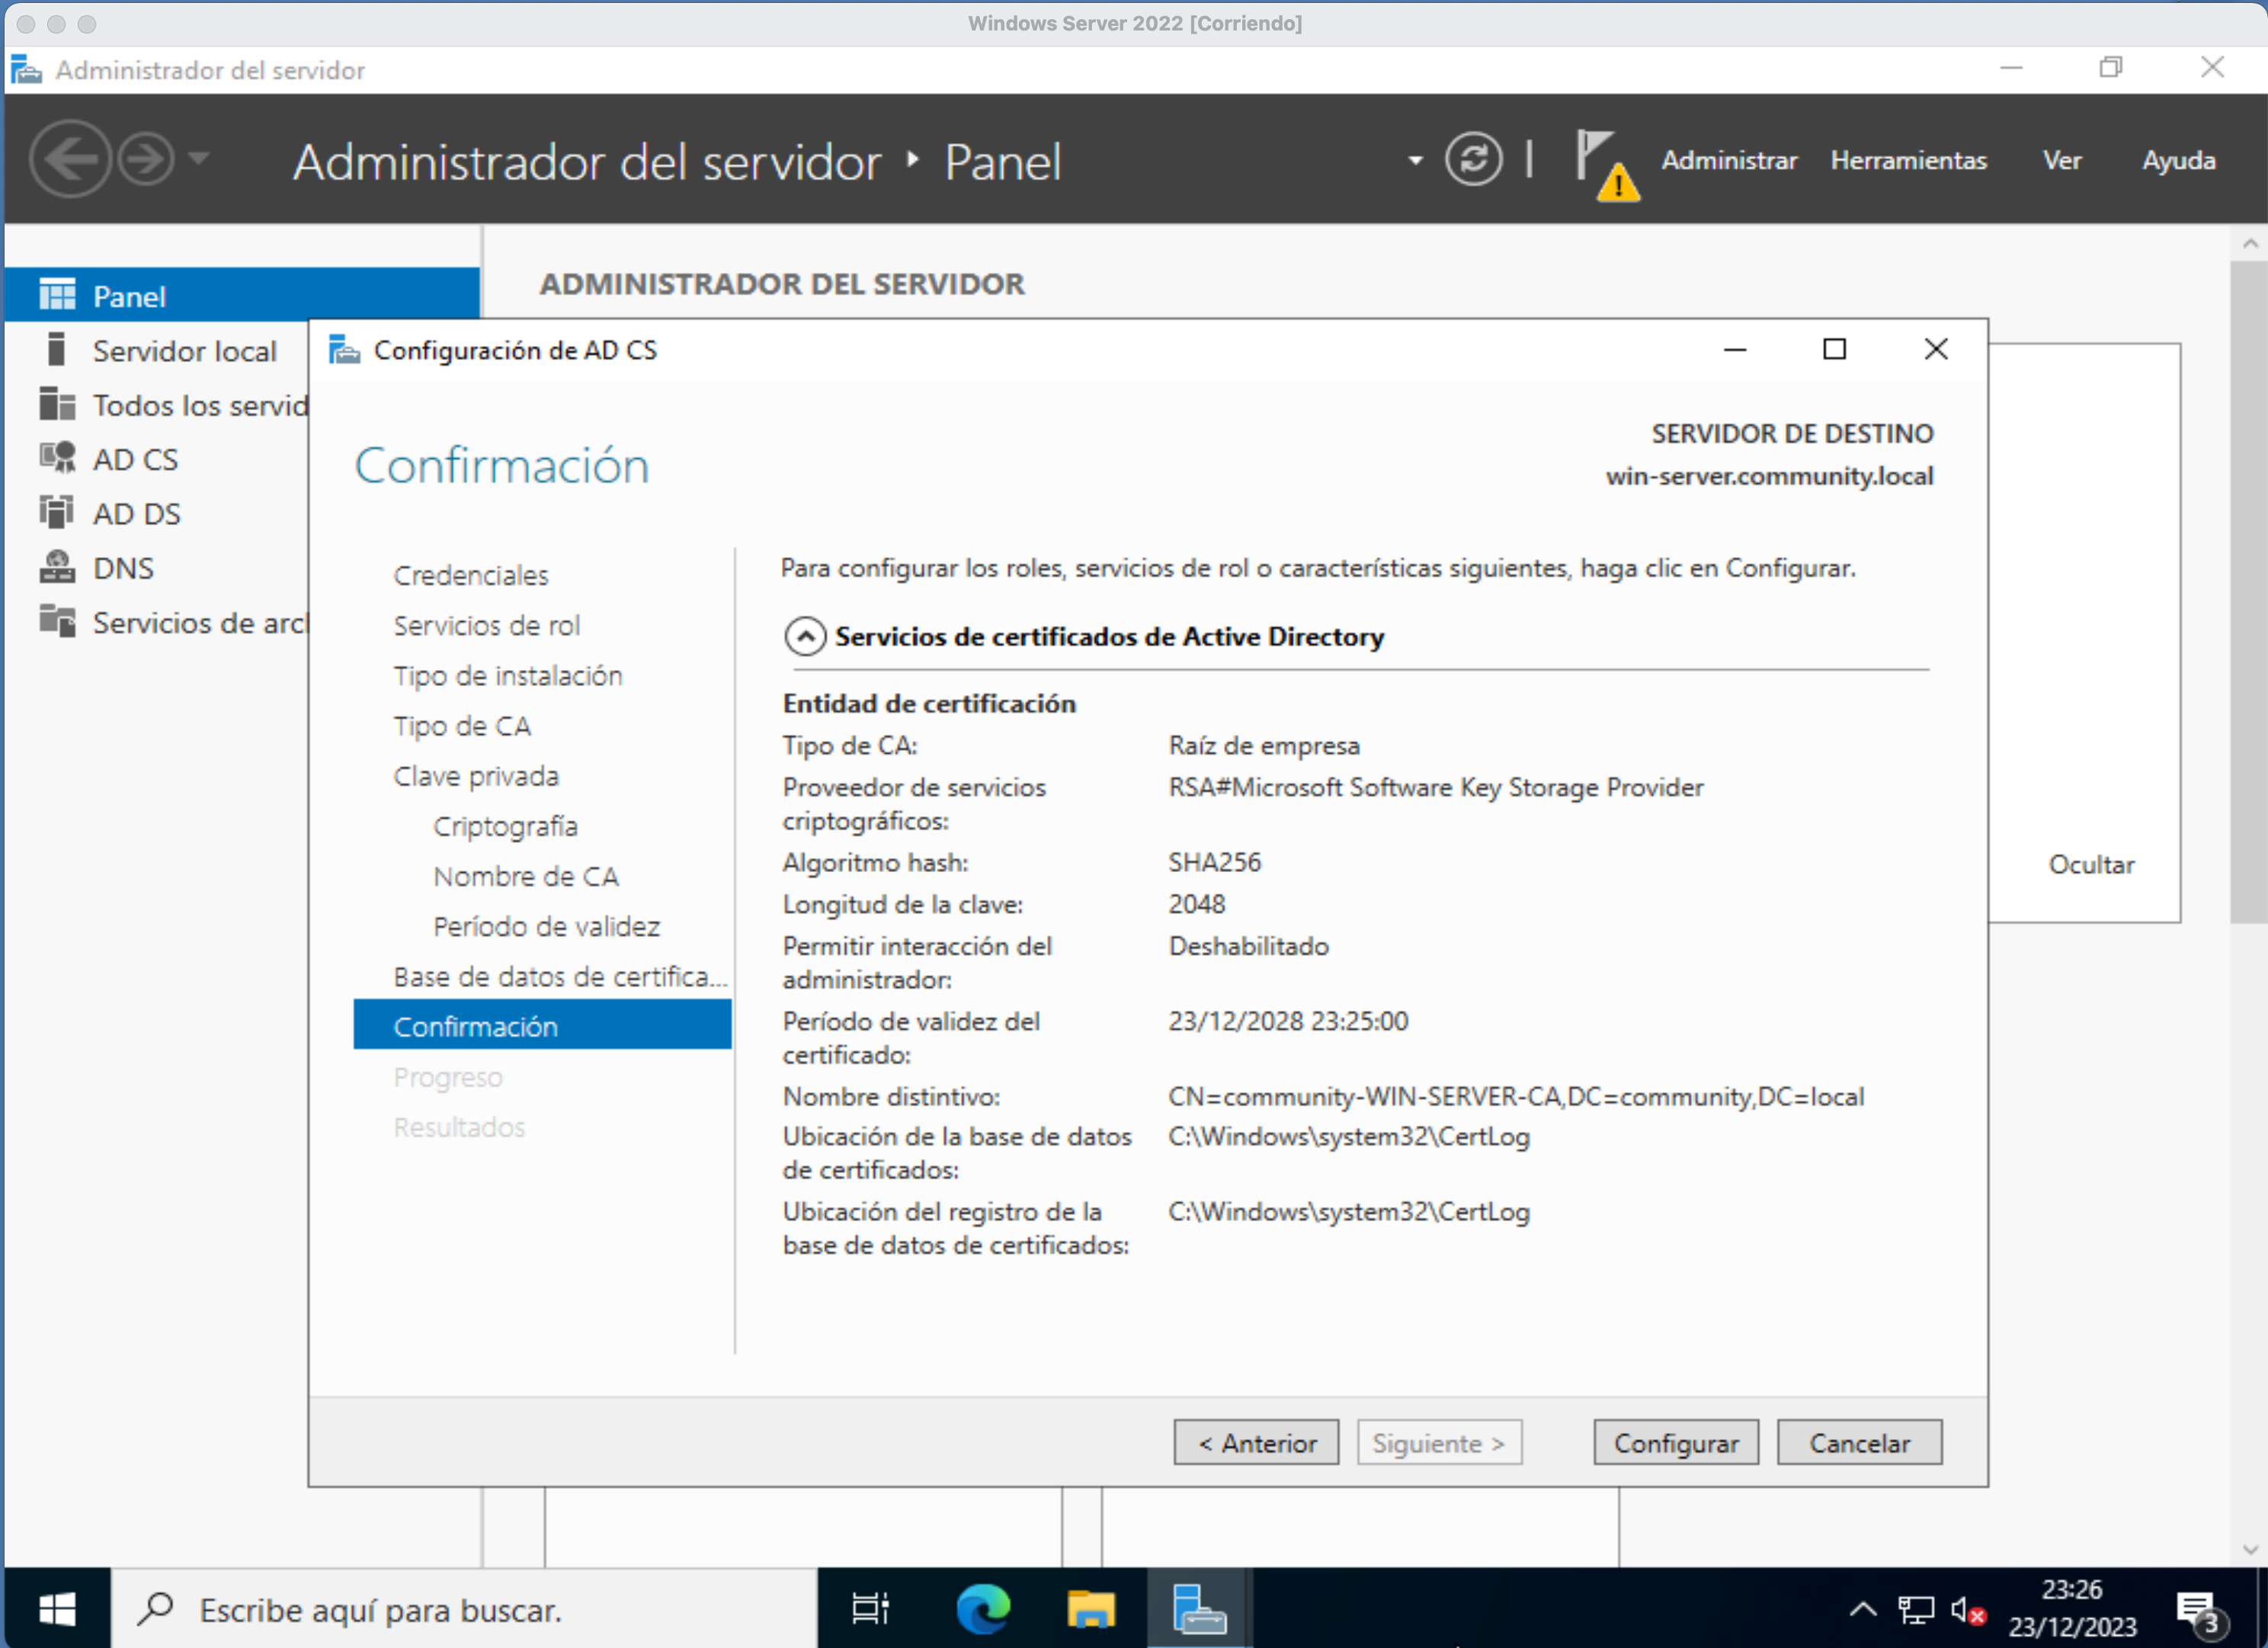 Windows Server 2022 [Corriendo]
Administrador del servidor
Administrador del servidor ‣ Panel
Administrar
Herramientas
Ver
Ayuda
Panel
Servidor local
Todos los servid
AD CS
AD DS
DNS
Servicios de arc
ADMINISTRADOR DEL SERVIDOR
Ocultar
Configuración de AD CS
Confirmación
SERVIDOR DE DESTINO
win-server.community.local
Credenciales
Servicios de rol
Tipo de instalación
Tipo de CA
Clave privada
Criptografía
Nombre de CA
Período de validez
Base de datos de certifica...
Confirmación
Progreso
Resultados
Para configurar los roles, servicios de rol o características siguientes, haga clic en Configurar.
Servicios de certificados de Active Directory
Entidad de certificación
Tipo de CA: Raíz de empresa
Proveedor de servicios RSA#Microsoft Software Key Storage Provider
criptográficos:
Algoritmo hash: SHA256
Longitud de la clave: 2048
Permitir interacción del Deshabilitado
administrador:
Período de validez del 23/12/2028 23:25:00
certificado:
Nombre distintivo: CN=community-WIN-SERVER-CA,DC=community,DC=local
Ubicación de la base de datos C:\Windows\system32\CertLog
de certificados:
Ubicación del registro de la C:\Windows\system32\CertLog
base de datos de certificados:
< Anterior
Siguiente >
Configurar
Cancelar
Escribe aquí para buscar.
23:26
23/12/2023
3